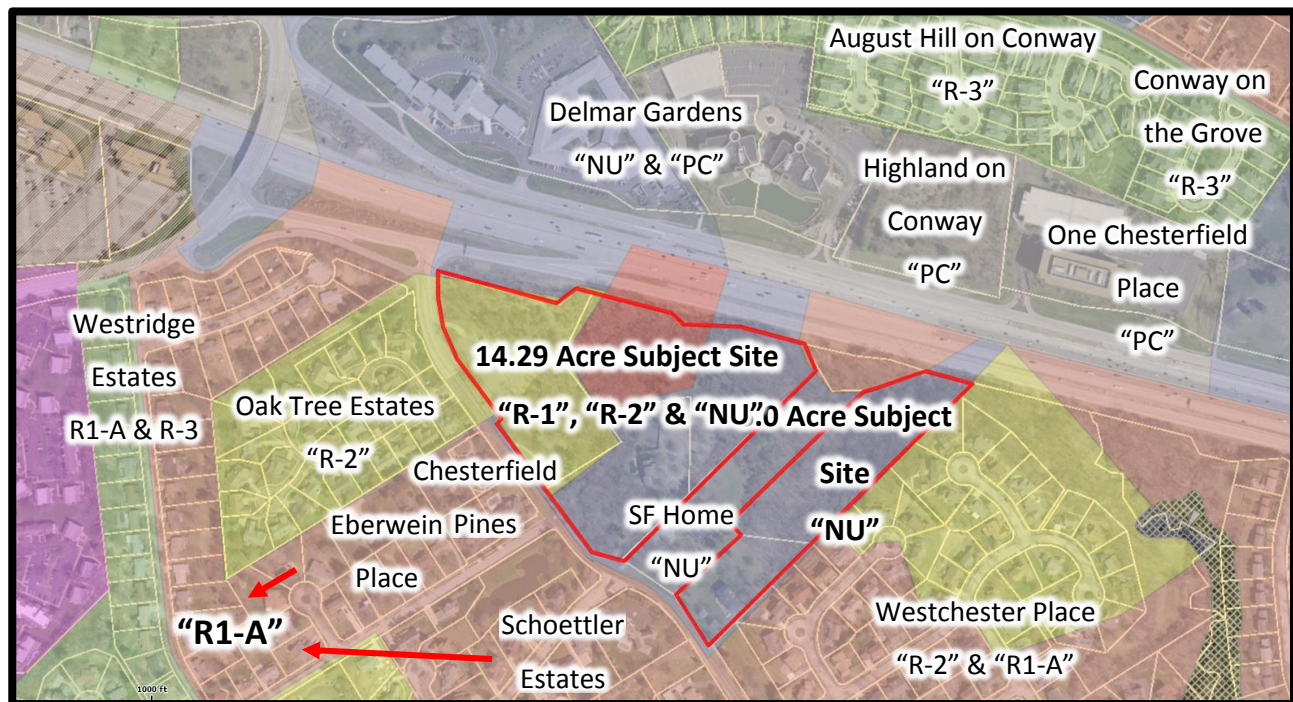 August Hill on Conway
“R-3”
Conway on
the Grove
“R-3”
Delmar Gardens
“NU” & “PC”
Highland on
Conway
“PC”
One Chesterfield
Place
“PC”
Westridge
Estates
R1-A & R-3
Oak Tree Estates
“R-2”
14.29 Acre Subject Site
“R-1”, “R-2” & “NU”
.0 Acre Subject
Site
“NU”
Chesterfield
Eberwein Pines
Place
SF Home
“NU”
“R1-A”
Schoettler
Estates
Westchester Place
“R-2” & “R1-A”
1000 ft